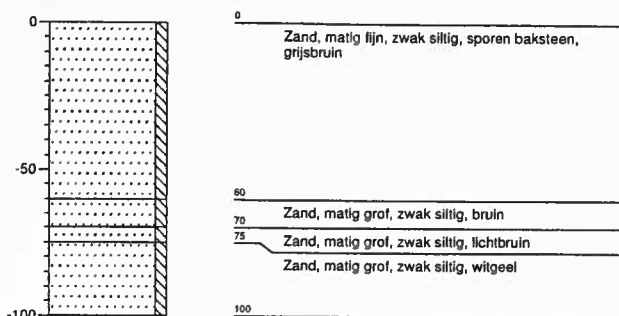 0
0
Zand, matig fijn, zwak siltig, sporen baksteen,
grijsbruin
-50
60
Zand, matig grof, zwak siltig, bruin
70
75
Zand, matig grof, zwak siltig, lichtbruin
Zand, matig grof, zwak siltig, witgeel
-100
100